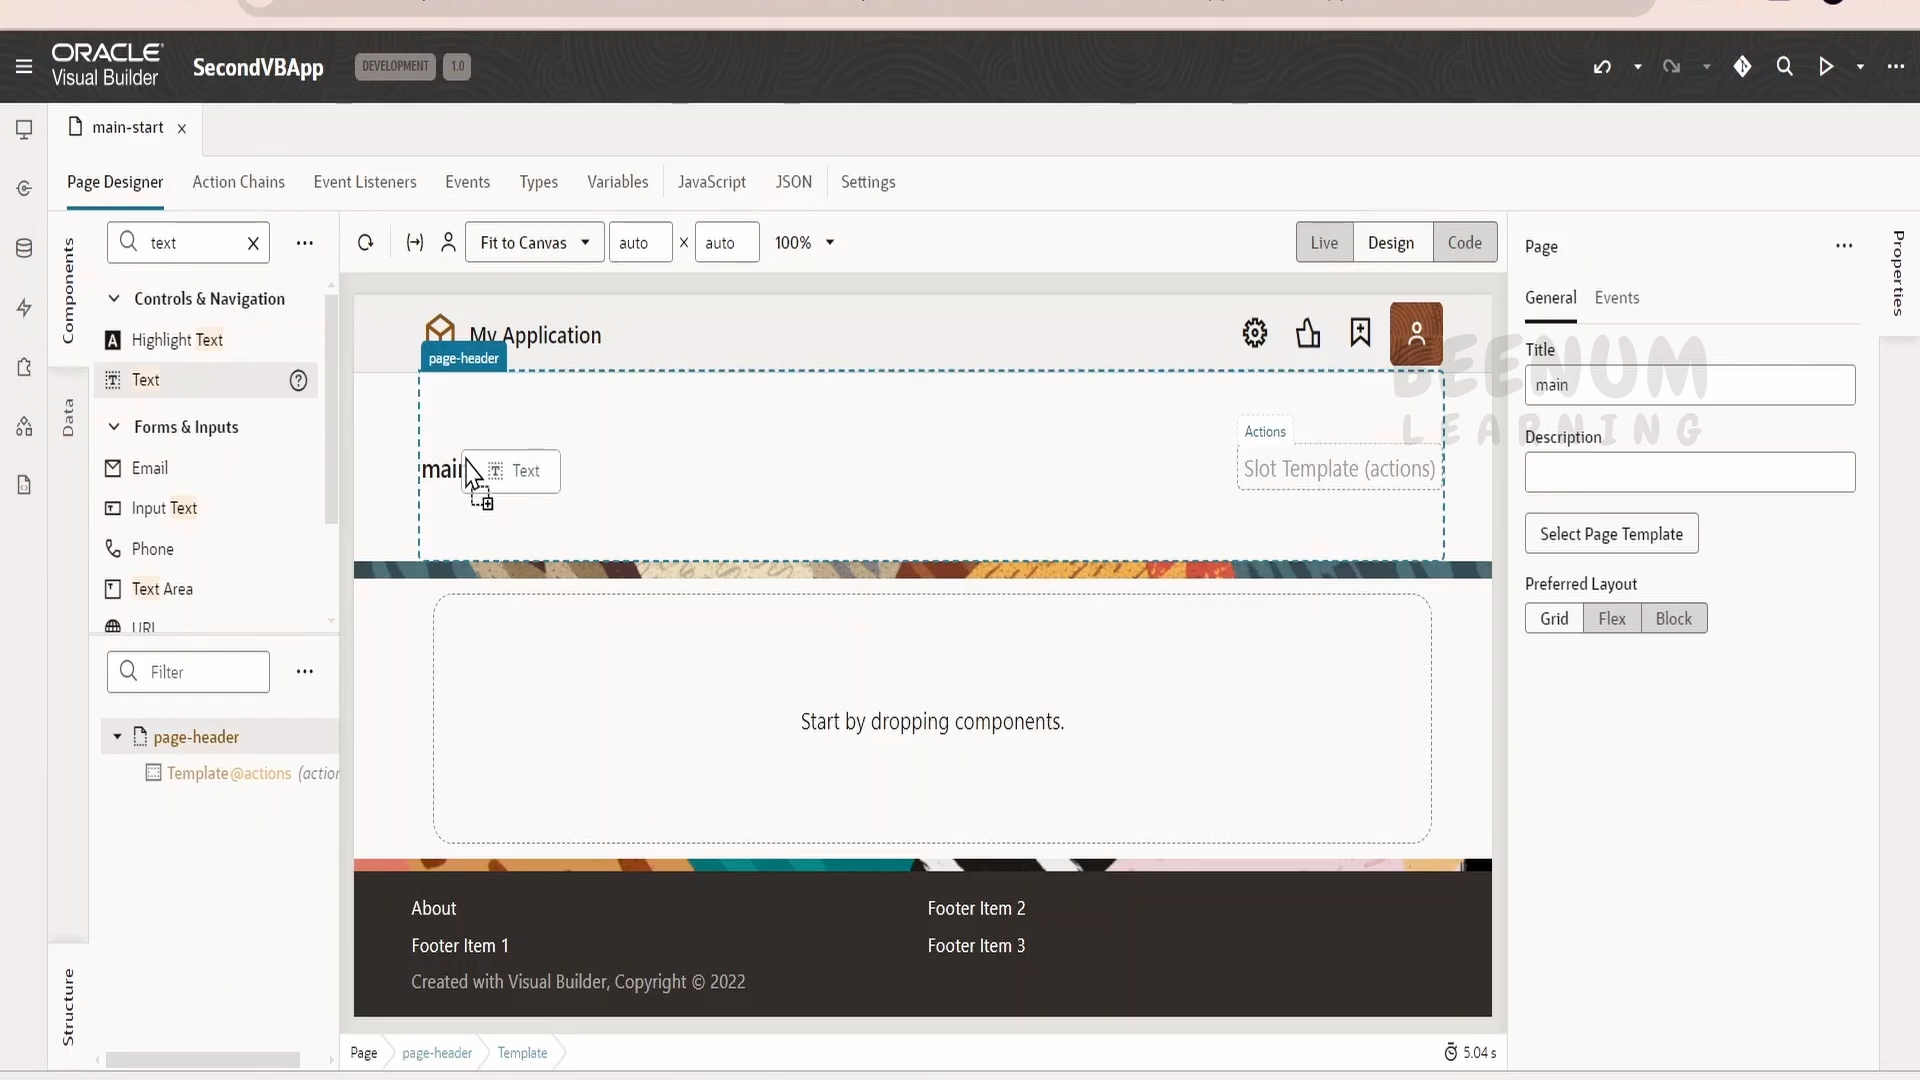 ORACLE
Visual Builder
SecondVBApp
DEVELOPMENT
1.0
main-start
Page Designer
Action Chains
Event Listeners
Events
Types
Variables
JavaScript
JSON
Settings
Components
Data
Structure
text
Controls & Navigation
Highlight Text
Text
Forms & Inputs
Email
Input Text
Phone
Text Area
URL
Filter
page-header
Template@actions (action
Fit to Canvas
auto × auto
100%
Live
Design
Code
My Application
page-header
Actions
main
Text
Slot Template (actions)
Start by dropping components.
About
Footer Item 2
Footer Item 1
Footer Item 3
Created with Visual Builder, Copyright © 2022
Page
page-header
Template
5.04 s
Page
General
Events
Title
main
Description
Select Page Template
Preferred Layout
Grid
Flex
Block
Properties
BEENUM
LEARNING